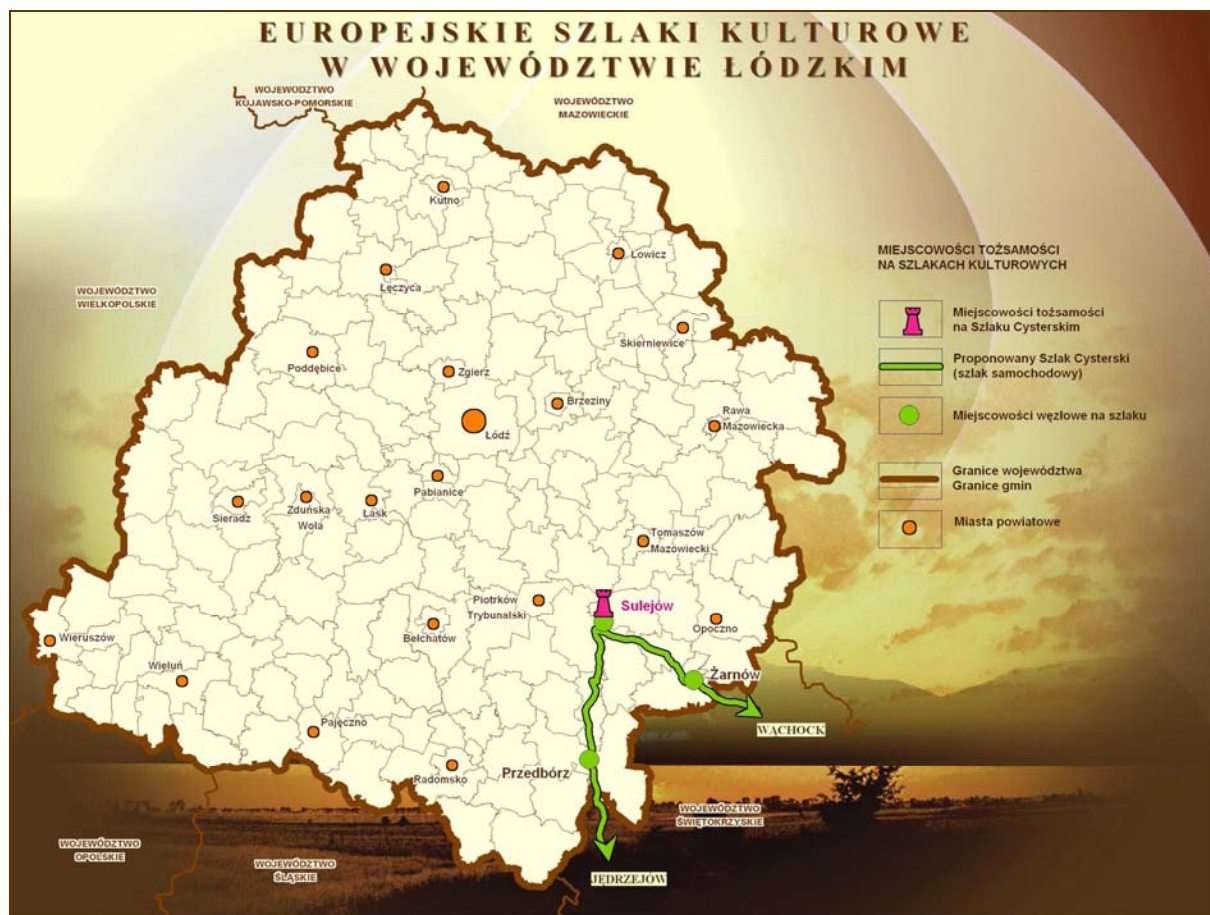 EUROPEJSKIE SZLAKI KULTUROWE
W WOJEWÓDZTWIE ŁÓDZKIM
WOJEWÓDZTWO
KUJAWSKO-POMORSKIE
WOJEWÓDZTWO
MAZOWIECKIE
WOJEWÓDZTWO
WIELKOPOLSKIE
Kutno
Łowicz
Łęczyca
Skierniewice
Poddębice
Zgierz
Brzeziny
Rawa
Mazowiecka
Łódź
Pabianice
Sieradz
Zduńska
Wola
Łask
Tomaszów
Mazowiecki
Piotrków
Trybunalski
Sulejów
Opoczno
Bełchatów
Wieruszów
Wieluń
Żarnów
Pajęczno
WĄCHOCK
Radomsko
Przedbórz
WOJEWÓDZTWO
ŚWIĘTOKRZYSKIE
WOJEWÓDZTWO
OPOLSKIE
WOJEWÓDZTWO
ŚLĄSKIE
JĘDRZEJÓW
MIEJSCOWOŚCI TOŻSAMOŚCI
NA SZLAKACH KULTUROWYCH
Miejscowości tożsamości
na Szlaku Cysterskim
Proponowany Szlak Cysterski
(szlak samochodowy)
Miejscowości węzłowe na szlaku
Granice województwa
Granice gmin
Miasta powiatowe